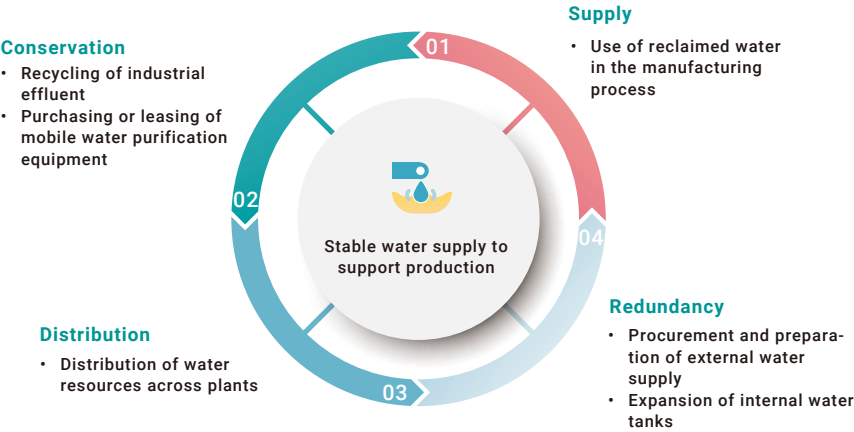 Supply
• Use of reclaimed water
in the manufacturing
process
Conservation
• Recycling of industrial
effluent
• Purchasing or leasing of
mobile water purification
equipment
01
02
03
04
Stable water supply to
support production
Distribution
• Distribution of water
resources across plants
Redundancy
• Procurement and prepara-
tion of external water
supply
• Expansion of internal water
tanks